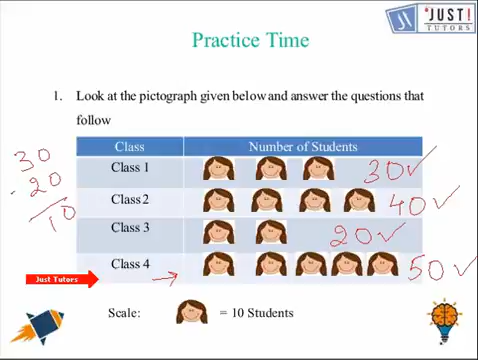 JI
JUST!
TUTORS
Practice Time
1. Look at the pictograph given below and answer the questions that
follow
Class Number of Students
Class 1 30✓
Class 2 40✓
Class 3 20✓
Class 4 50✓
30
- 20
10
Just Tutors
Scale: = 10 Students